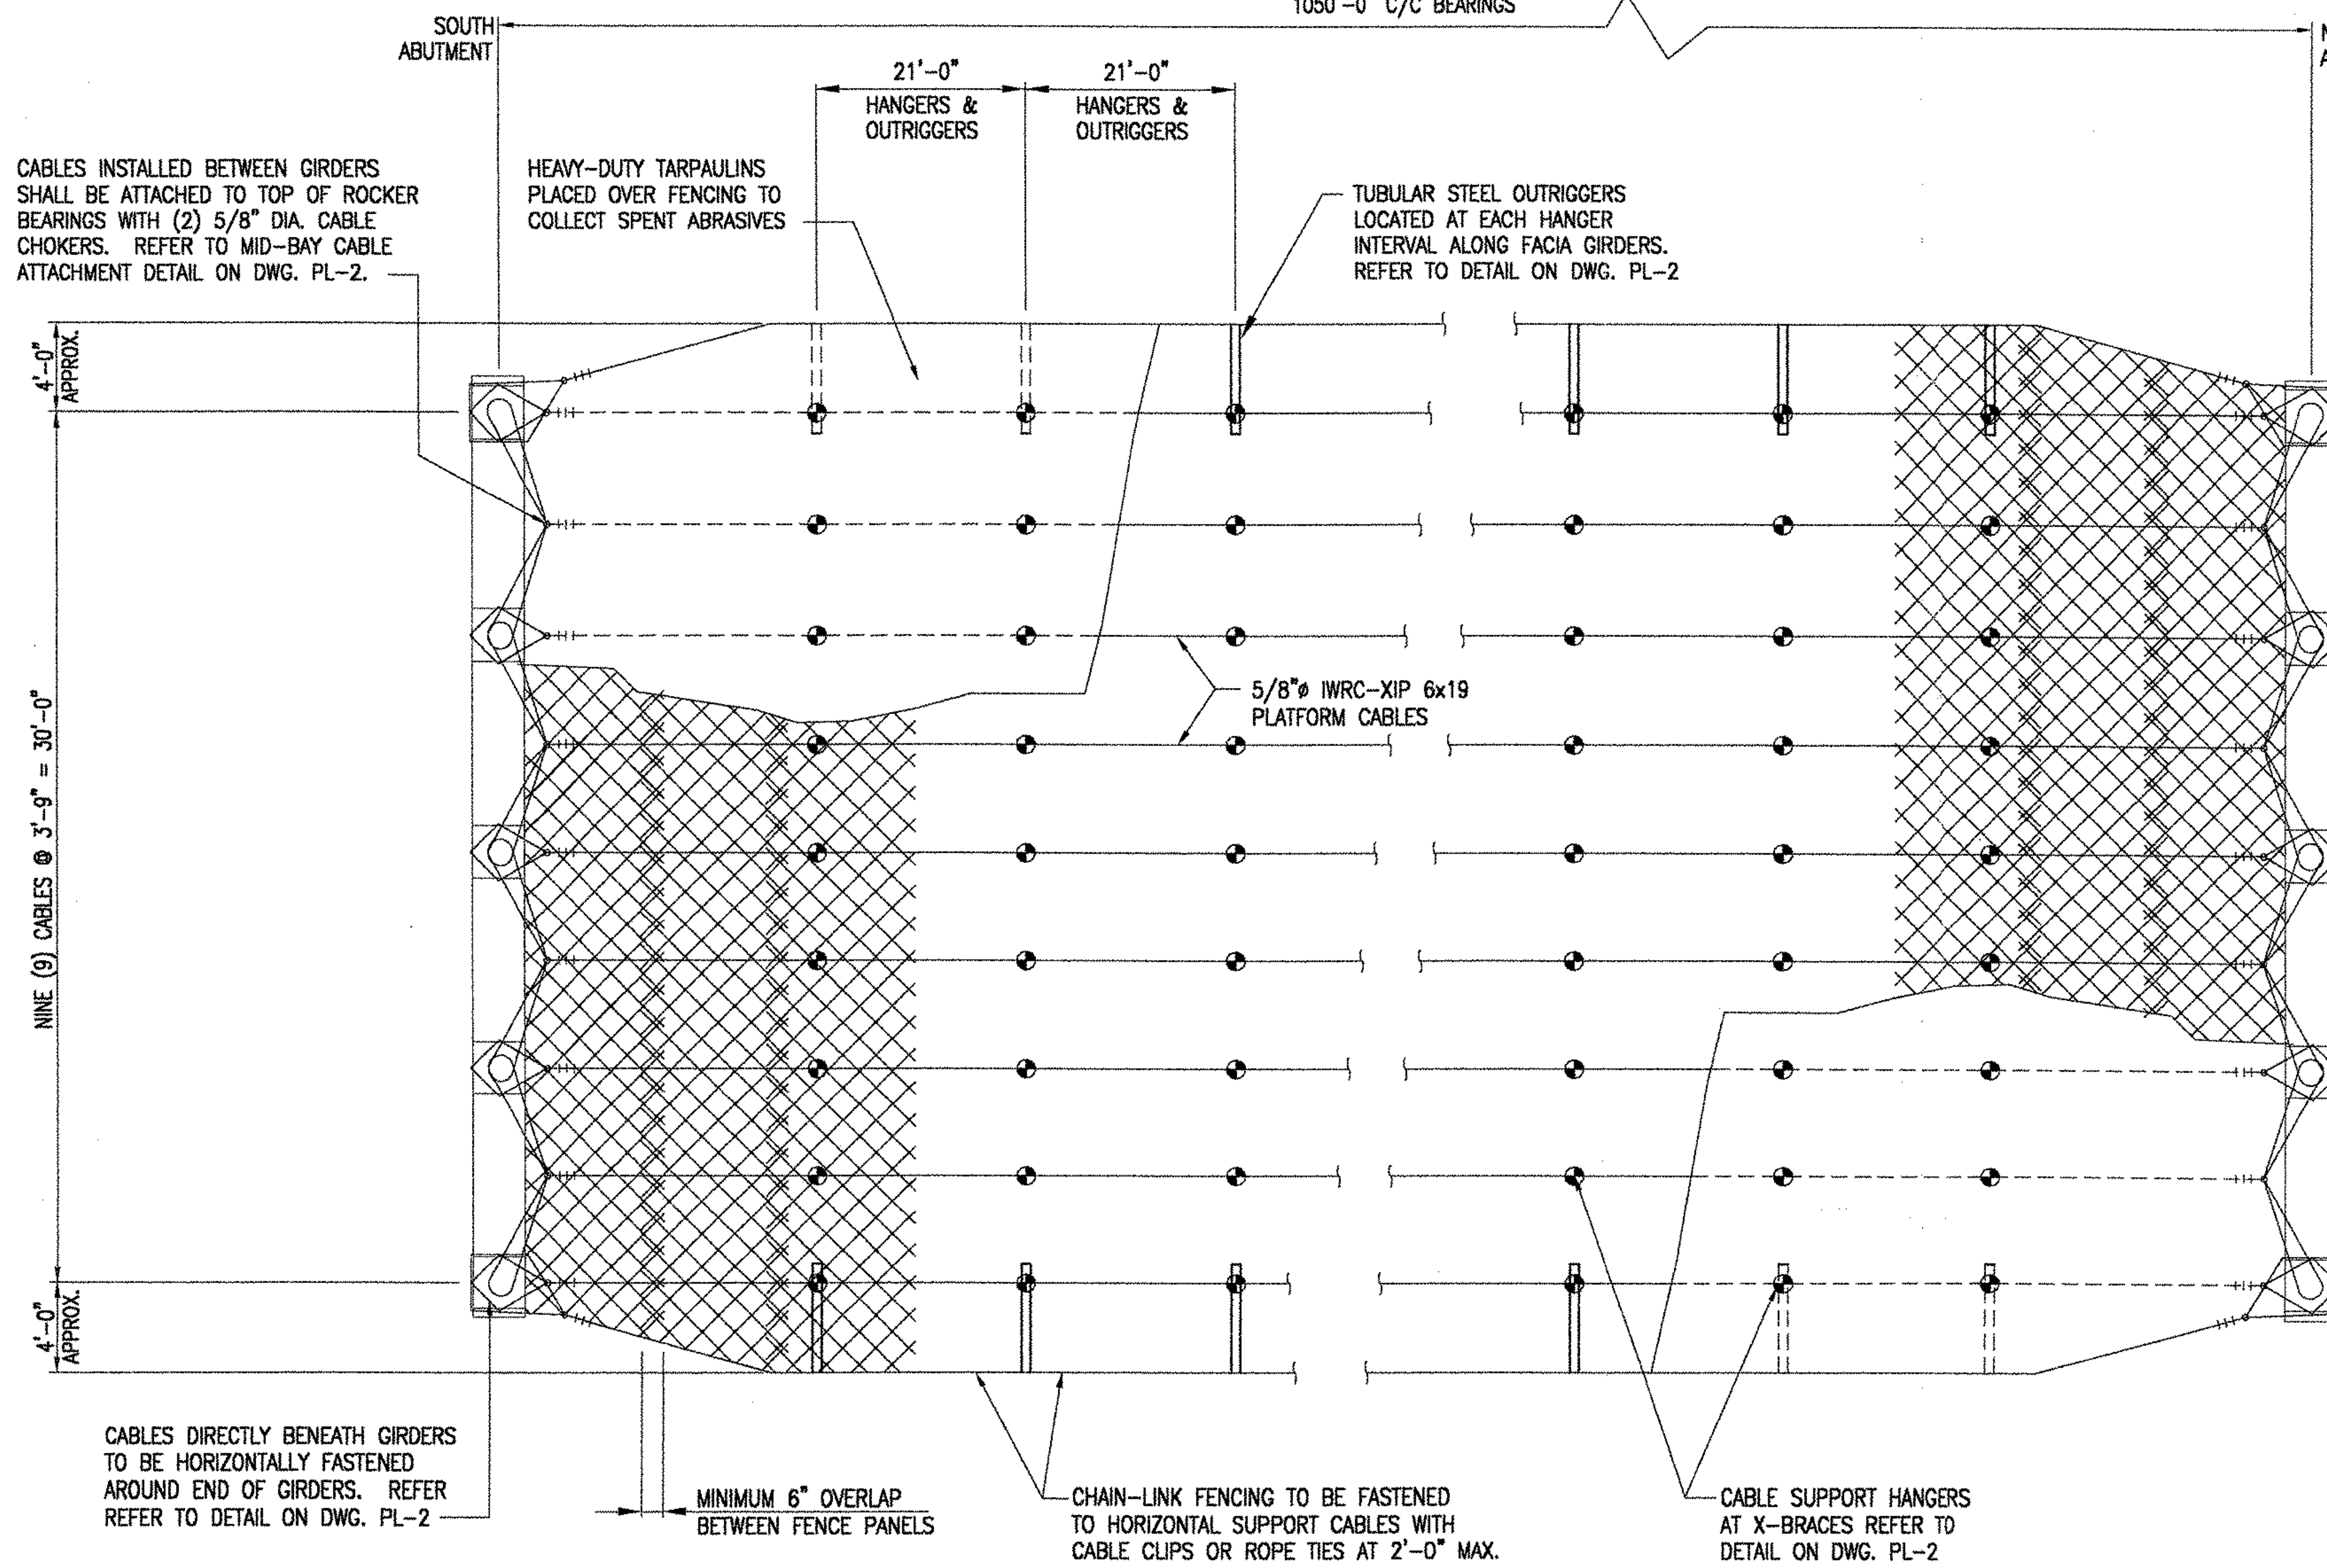 1050'-0" C/C BEARINGS
SOUTH
ABUTMENT
21'-0"
HANGERS &
OUTRIGGERS
21'-0"
HANGERS &
OUTRIGGERS
CABLES INSTALLED BETWEEN GIRDERS
SHALL BE ATTACHED TO TOP OF ROCKER
BEARINGS WITH (2) 5/8" DIA. CABLE
CHOKERS. REFER TO MID-BAY CABLE
ATTACHMENT DETAIL ON DWG. PL-2.
HEAVY-DUTY TARPAULINS
PLACED OVER FENCING TO
COLLECT SPENT ABRASIVES
TUBULAR STEEL OUTRIGGERS
LOCATED AT EACH HANGER
INTERVAL ALONG FACIA GIRDERS.
REFER TO DETAIL ON DWG. PL-2
4'-0"
APPROX.
5/8"ø IWRC-XIP 6x19
PLATFORM CABLES
NINE (9) CABLES @ 3'-9" = 30'-0"
4'-0"
APPROX.
CABLES DIRECTLY BENEATH GIRDERS
TO BE HORIZONTALLY FASTENED
AROUND END OF GIRDERS. REFER
REFER TO DETAIL ON DWG. PL-2
MINIMUM 6" OVERLAP
BETWEEN FENCE PANELS
CHAIN-LINK FENCING TO BE FASTENED
TO HORIZONTAL SUPPORT CABLES WITH
CABLE CLIPS OR ROPE TIES AT 2'-0" MAX.
CABLE SUPPORT HANGERS
AT X-BRACES REFER TO
DETAIL ON DWG. PL-2